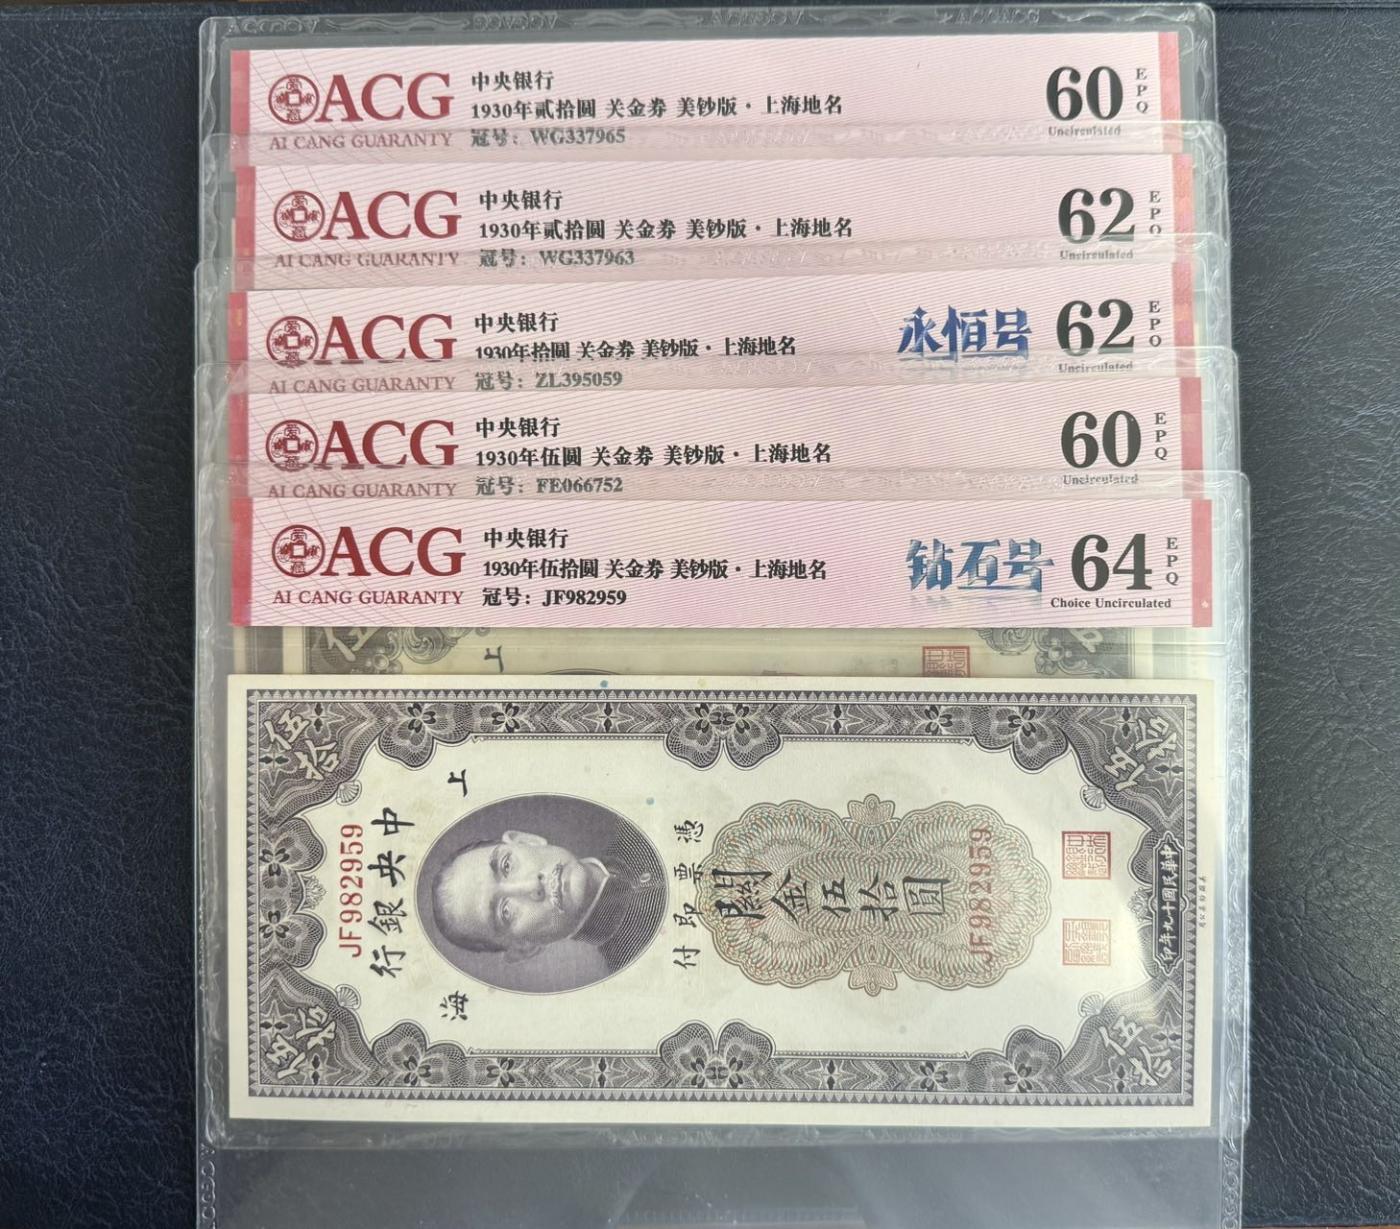 ACG
AI CANG GUARANTY
中央银行
1930年贰拾圆 关金券 美钞版·上海地名
冠号：WG337965
60
EPQ
Uncirculated
ACG
AI CANG GUARANTY
中央银行
1930年贰拾圆 关金券 美钞版·上海地名
冠号：WG337963
62
EPQ
Uncirculated
ACG
AI CANG GUARANTY
中央银行
1930年拾圆 关金券 美钞版·上海地名
冠号：ZL395059
永恒号
62
EPQ
Uncirculated
ACG
AI CANG GUARANTY
中央银行
1930年伍圆 关金券 美钞版·上海地名
冠号：FE066752
60
EPQ
Uncirculated
ACG
AI CANG GUARANTY
中央银行
1930年伍拾圆 关金券 美钞版·上海地名
冠号：JF982959
钻石号
64
EPQ
Choice Uncirculated
上
伍拾
伍拾
JF982959
中央銀行
上海
憑票即付
關金伍拾圓
JF982959
中華民國十九年印
伍拾
伍拾